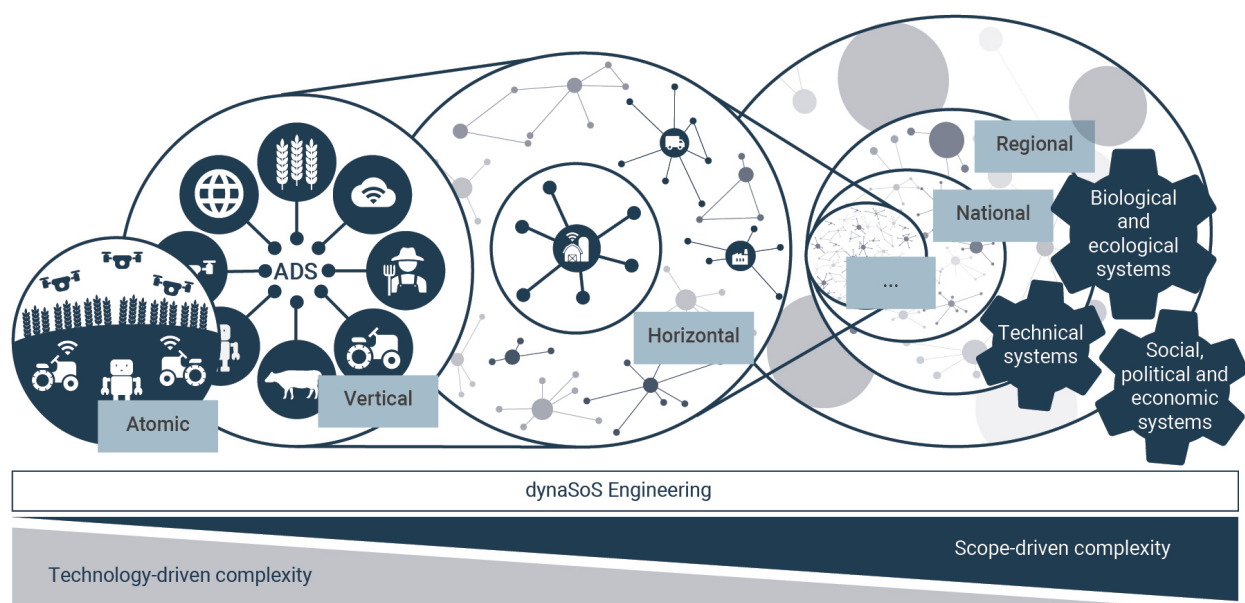 ADS
Atomic
Vertical
Horizontal
...
National
Regional
Biological
and
ecological
systems
Technical
systems
Social,
political and
economic
systems
dynaSoS Engineering
Scope-driven complexity
Technology-driven complexity